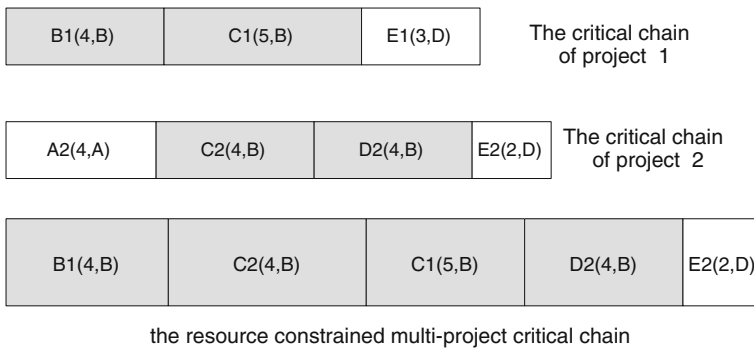 B1(4,B) C1(5,B) E1(3,D) The critical chain
of project 1
A2(4,A) C2(4,B) D2(4,B) E2(2,D) The critical chain
of project 2
B1(4,B) C2(4,B) C1(5,B) D2(4,B) E2(2,D)
the resource constrained multi-project critical chain